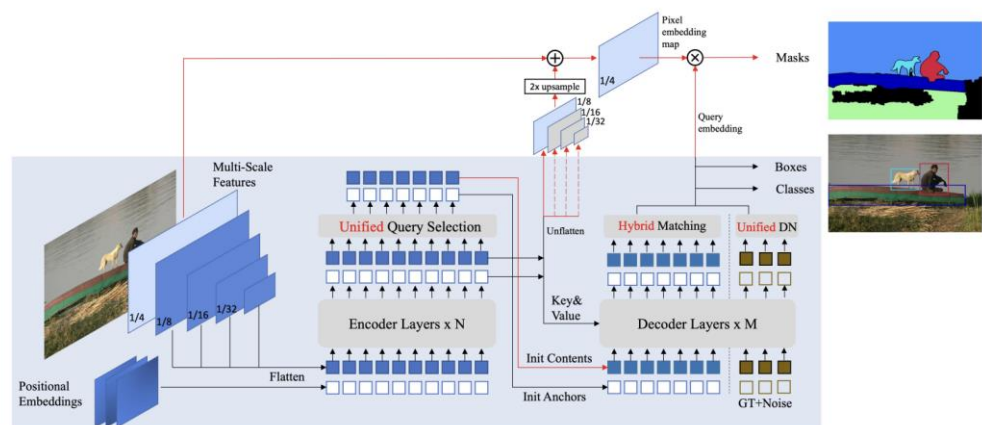 Pixel
embedding
map
Masks
1/4
2x upsample
1/8
1/16
1/32
Query
embedding
Multi-Scale
Features
Boxes
Classes
Unified Query Selection
Unflatten
Hybrid Matching
Unified DN
1/4
1/8
1/16
1/32
Encoder Layers x N
Key&
Value
Decoder Layers x M
Flatten
Init Contents
Positional
Embeddings
Init Anchors
GT+Noise